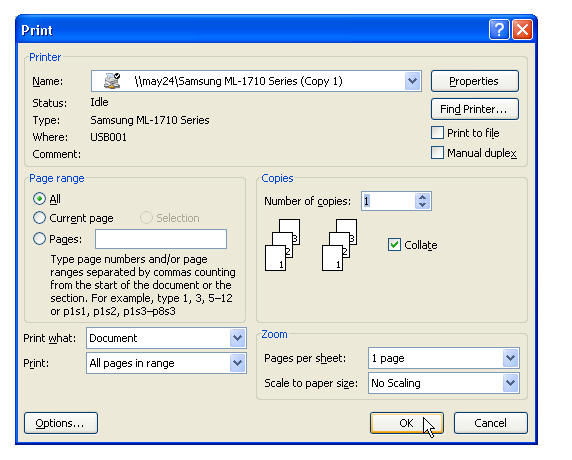 Print
Printer
Name: \\may24\Samsung ML-1710 Series (Copy 1) Properties
Status: Idle Find Printer...
Type: Samsung ML-1710 Series
Where: USB001 Print to file
Comment: Manual duplex
Page range
All
Current page Selection
Pages:
Type page numbers and/or page
ranges separated by commas counting
from the start of the document or the
section. For example, type 1, 3, 5–12
or p1s1, p1s2, p1s3–p8s3
Copies
Number of copies: 1
3 3
2 2
1 1
Collate
Print what: Document
Print: All pages in range
Zoom
Pages per sheet: 1 page
Scale to paper size: No Scaling
Options... OK Cancel